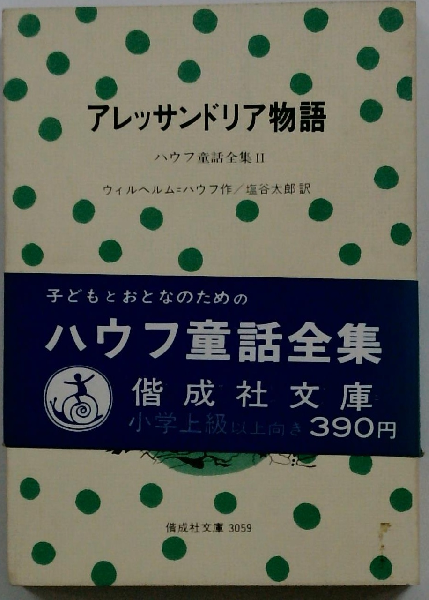 アレッサンドリア物語
ハウフ童話全集II
ウィルヘルム=ハウフ作/塩谷太郎訳
子どもとおとなのための
ハウフ童話全集
偕成社文庫
小学上級以上向き 390円
偕成社文庫 3059